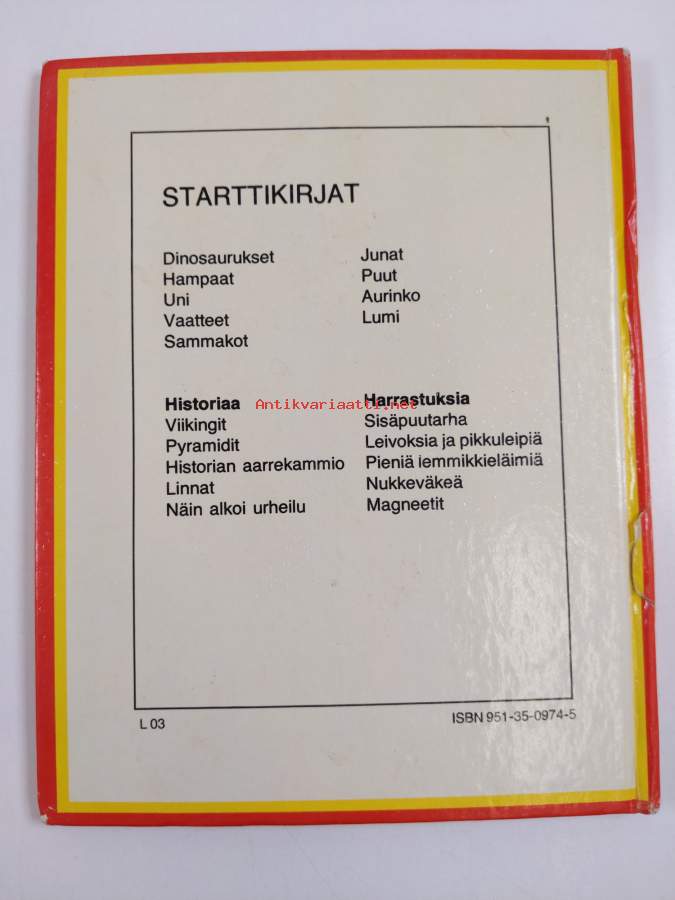 STARTTIKIRJAT
Dinosaurukset
Hampaat
Uni
Vaatteet
Sammakot
Junat
Puut
Aurinko
Lumi
Historiaa
Viikingit
Pyramidit
Historian aarrekammio
Linnat
Näin alkoi urheilu
Antikvariaatti.net
Harrastuksia
Sisäpuutarha
Leivoksia ja pikkuleipiä
Pieniä lemmikkieläimiä
Nukkeväkeä
Magneetit
L 03
ISBN 951-35-0974-5